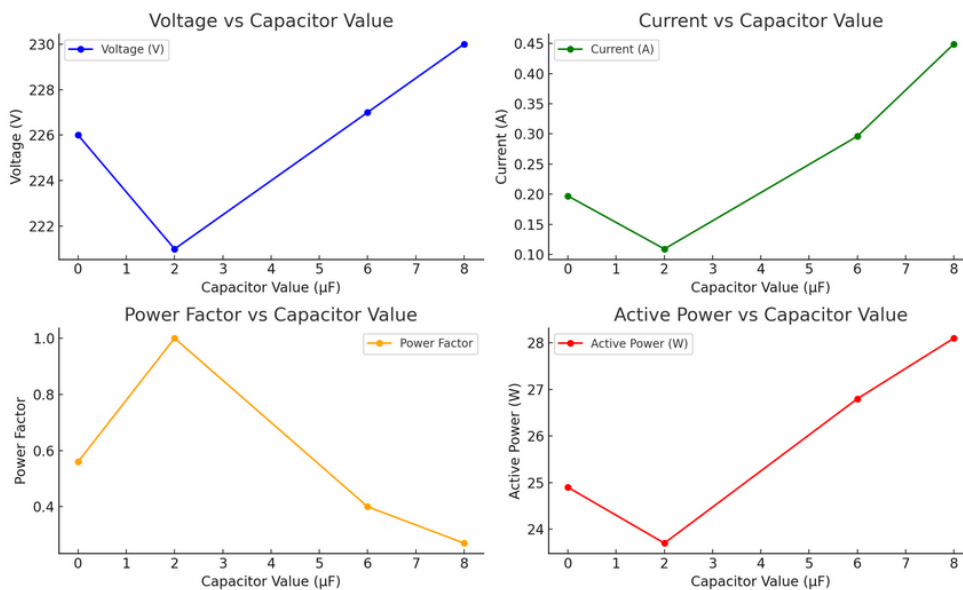 Voltage vs Capacitor Value
Voltage (V)
230
228
226
224
222
Voltage (V)
0 1 2 3 4 5 6 7 8
Capacitor Value (µF)
Current vs Capacitor Value
Current (A)
0.45
0.40
0.35
0.30
0.25
0.20
0.15
0.10
Current (A)
0 1 2 3 4 5 6 7 8
Capacitor Value (µF)
Power Factor vs Capacitor Value
Power Factor
1.0
0.8
0.6
0.4
Power Factor
0 1 2 3 4 5 6 7 8
Capacitor Value (µF)
Active Power vs Capacitor Value
Active Power (W)
28
27
26
25
24
Active Power (W)
0 1 2 3 4 5 6 7 8
Capacitor Value (µF)